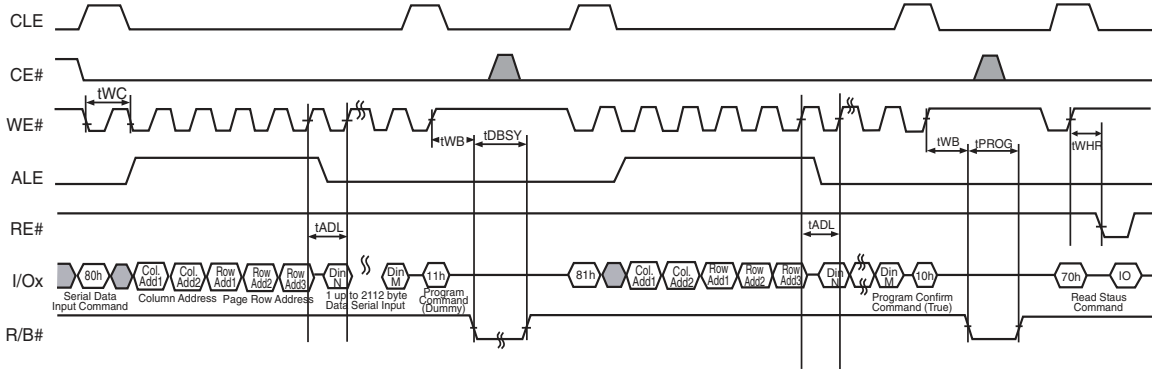 CLE
CE#
tWC
WE#
tWB
tDBSY
tWB
tPROG
tWHR
ALE
RE#
tADL
tADL
I/Ox
80h
Col. Add1
Col. Add2
Row Add1
Row Add2
Row Add3
Din N
Din M
11h
81h
Col. Add1
Col. Add2
Row Add1
Row Add2
Row Add3
Din N
Din M
10h
70h
IO
Serial Data
Input Command
Column Address
Page Row Address
1 up to 2112 byte
Data Serial Input
Program
Command
(Dummy)
Program Confirm
Command (True)
Read Staus
Command
R/B#